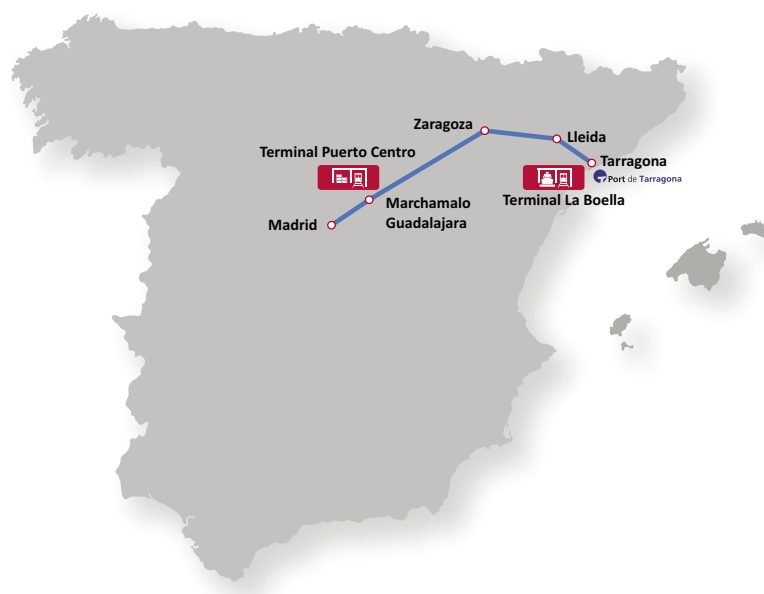 Zaragoza
Lleida
Terminal Puerto Centro
Tarragona
Port de Tarragona
Terminal La Boella
Marchamalo
Guadalajara
Madrid